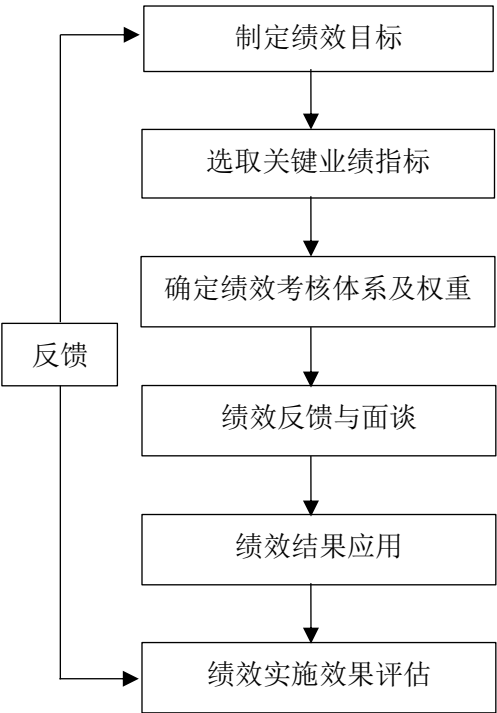 制定绩效目标
选取关键业绩指标
确定绩效考核体系及权重
反馈
绩效反馈与面谈
绩效结果应用
绩效实施效果评估